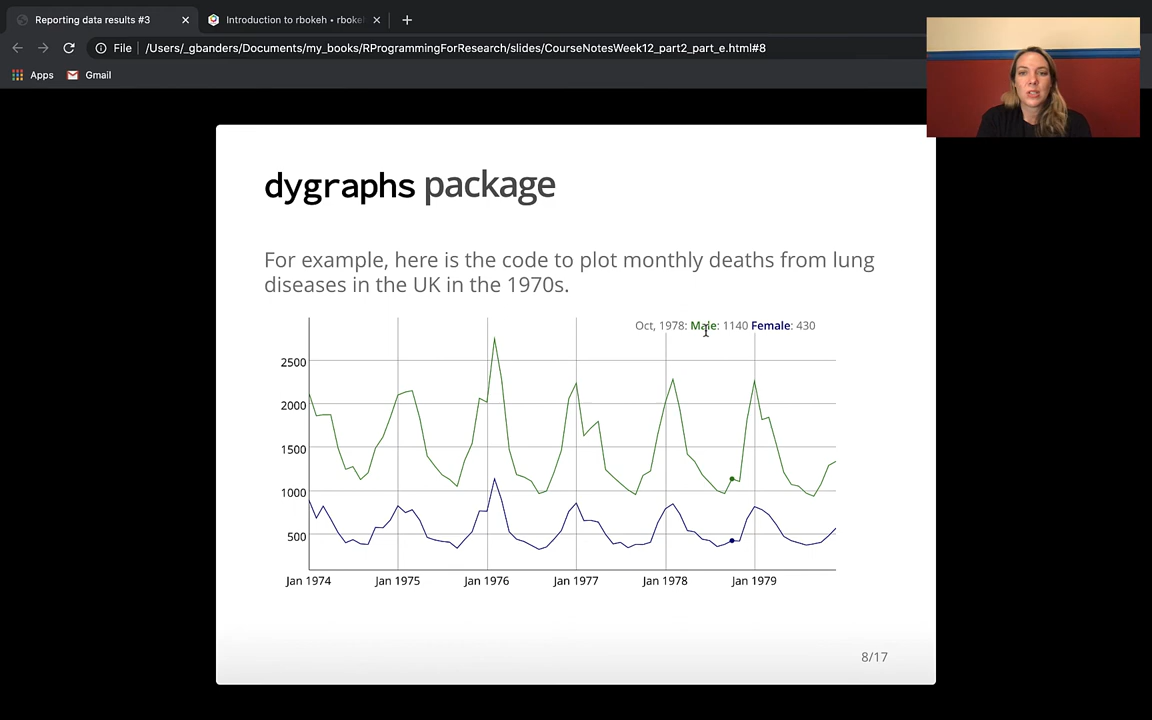 Reporting data results #3
Introduction to rbokeh • rboke
File
/Users/_gbanders/Documents/my_books/RProgrammingForResearch/slides/CourseNotesWeek12_part2_part_e.html#8
Apps
Gmail
dygraphs package
For example, here is the code to plot monthly deaths from lung
diseases in the UK in the 1970s.
Oct, 1978: Male: 1140 Female: 430
2500
2000
1500
1000
500
Jan 1974 Jan 1975 Jan 1976 Jan 1977 Jan 1978 Jan 1979
8/17